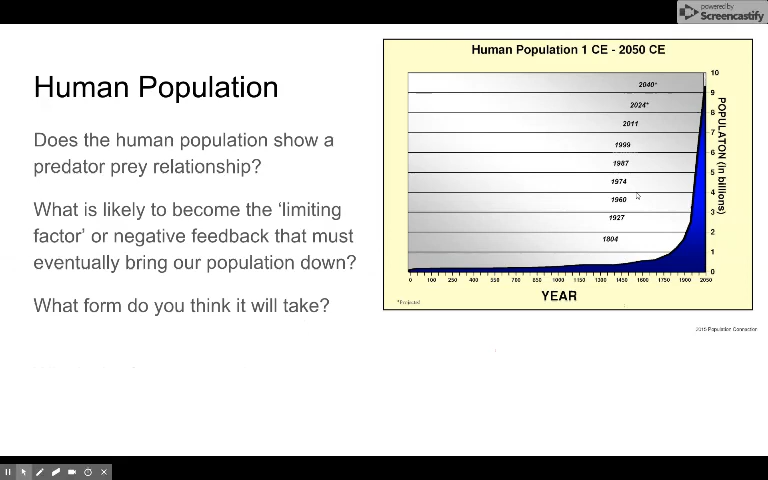 powered by
Screencastify
Human Population 1 CE - 2050 CE
Human Population
Does the human population show a
predator prey relationship?
What is likely to become the ‘limiting
factor’ or negative feedback that must
eventually bring our population down?
What form do you think it will take?
10
9
8
7
6
5
4
3
2
1
0
POPULATON (in billions)
2040*
2024*
2011
1999
1987
1974
1960
1927
1804
0 100 250 400 550 700 850 1000 1150 1300 1450 1600 1750 1900 2050
YEAR
*Projected
2015 Population Connection